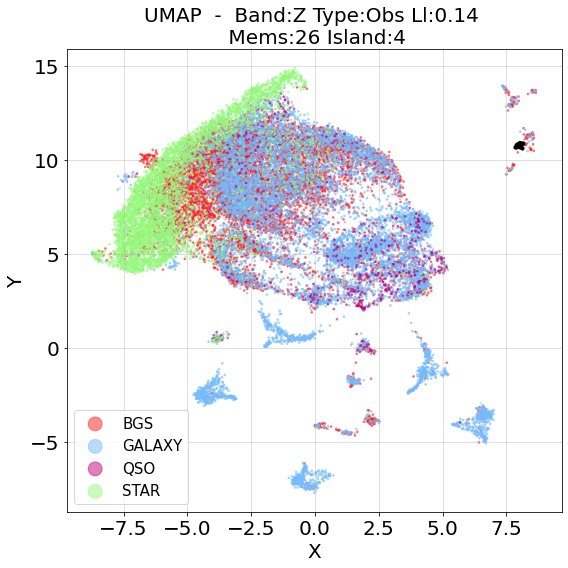 UMAP - Band:Z Type:Obs Ll:0.14
Mems:26 Island:4
15
10
5
0
−5
Y
BGS
GALAXY
QSO
STAR
−7.5 −5.0 −2.5 0.0 2.5 5.0 7.5
X